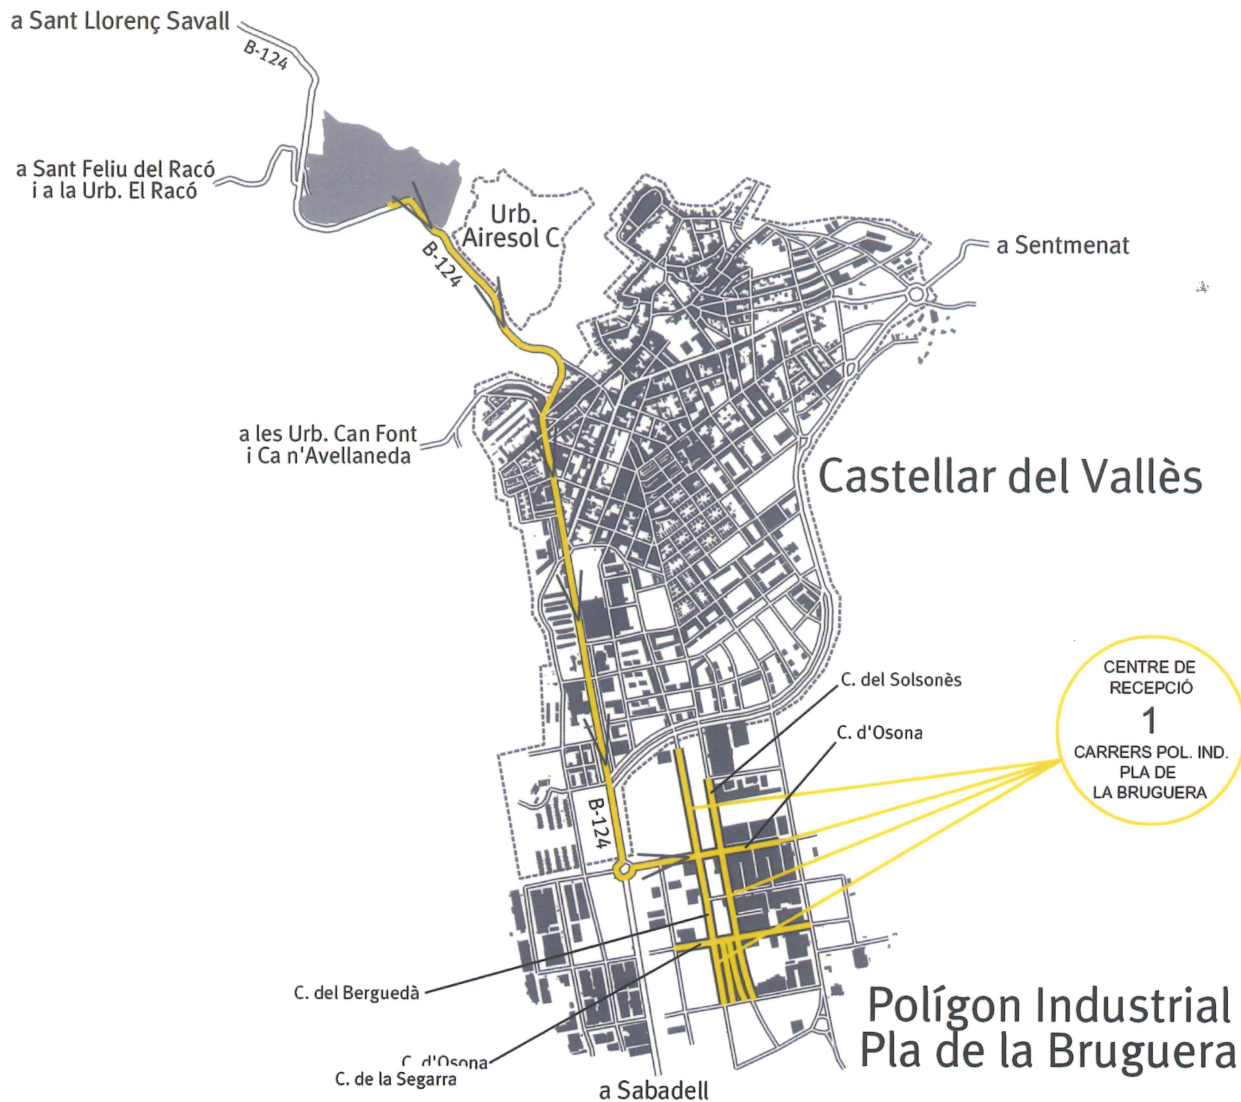 a Sant Llorenç Savall
B-124
a Sant Feliu del Racó
i a la Urb. El Racó
Urb.
Airesol C
B-124
a Sentmenat
a les Urb. Can Font
i Ca n'Avellaneda
Castellar del Vallès
CENTRE DE
RECEPCIÓ
1
CARRERS POL. IND.
PLA DE
LA BRUGUERA
C. del Solsonès
C. d'Osona
B-124
C. del Berguedà
Polígon Industrial
Pla de la Bruguera
C. d'Osona
C. de la Segarra
a Sabadell